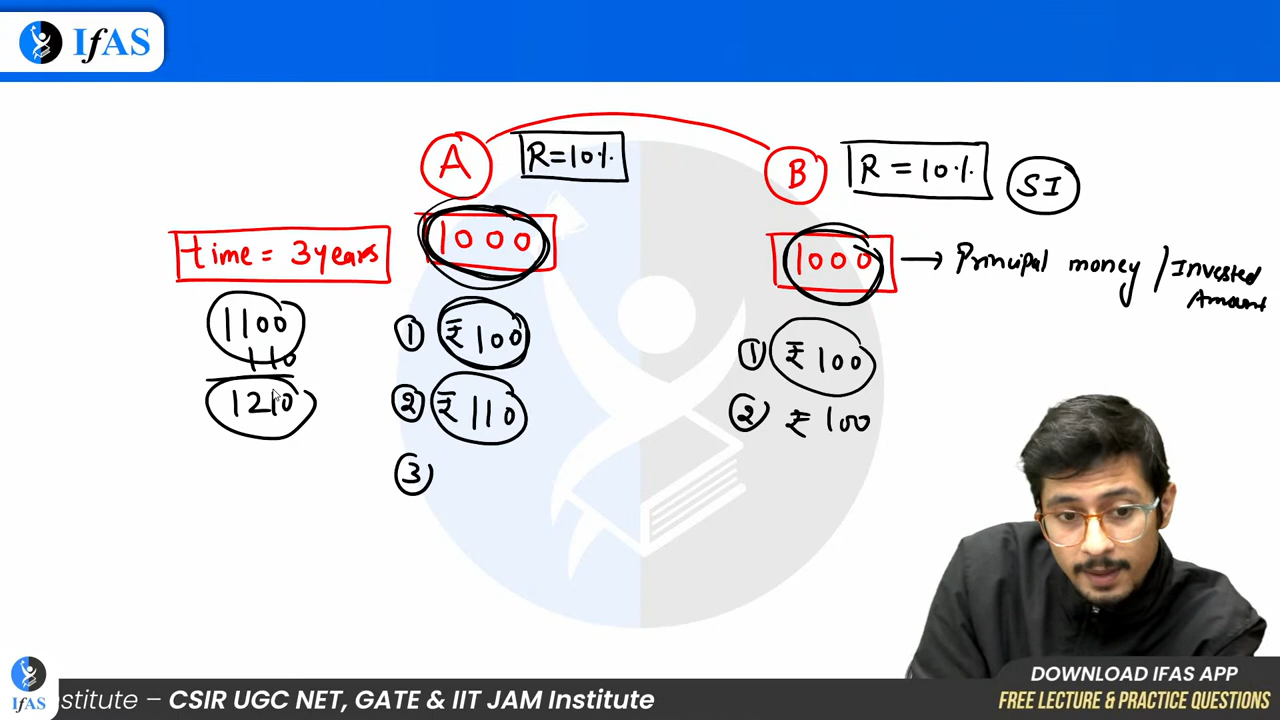 IfAS
A
R=10%
B
R = 10%
SI
time = 3 years
1000
1000 → Principal money / Invested
Amount
1100
110
1210
① ₹ 100
② ₹ 110
③
① ₹ 100
② ₹ 100
IfAS
stitute – CSIR UGC NET, GATE & IIT JAM Institute
DOWNLOAD IFAS APP
FREE LECTURE & PRACTICE QUESTIONS